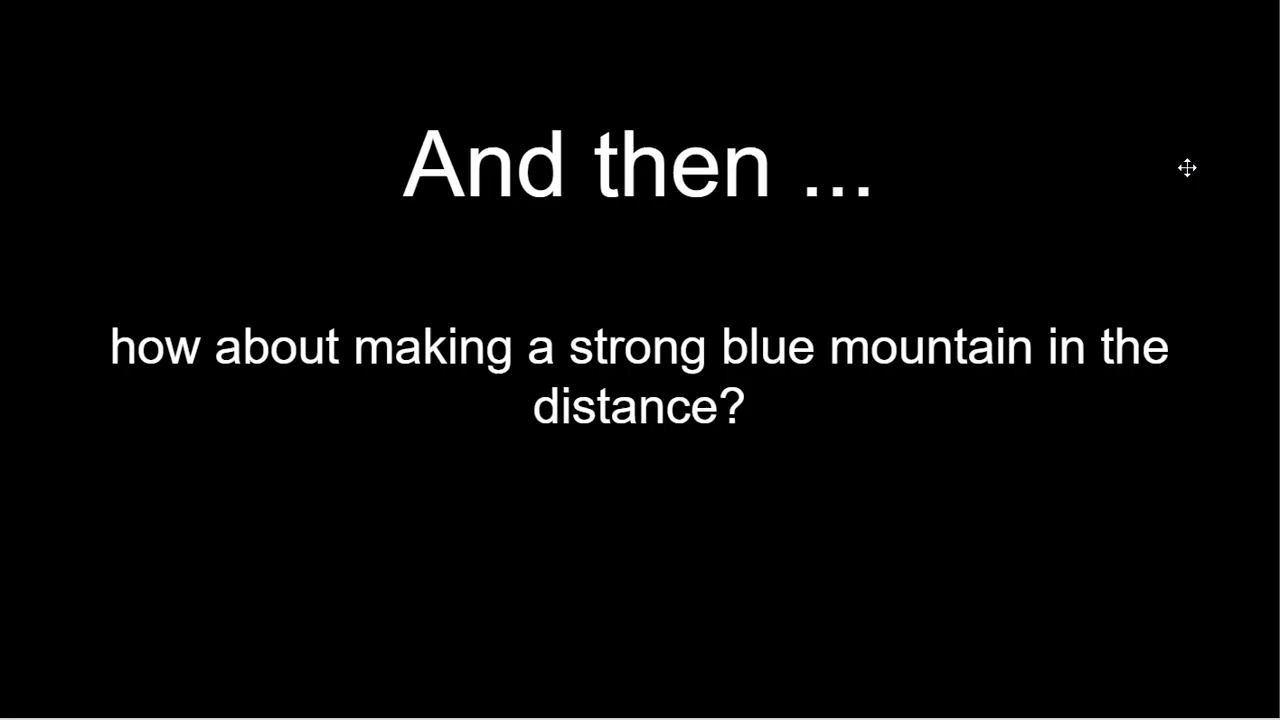 And then ...
how about making a strong blue mountain in the
distance?